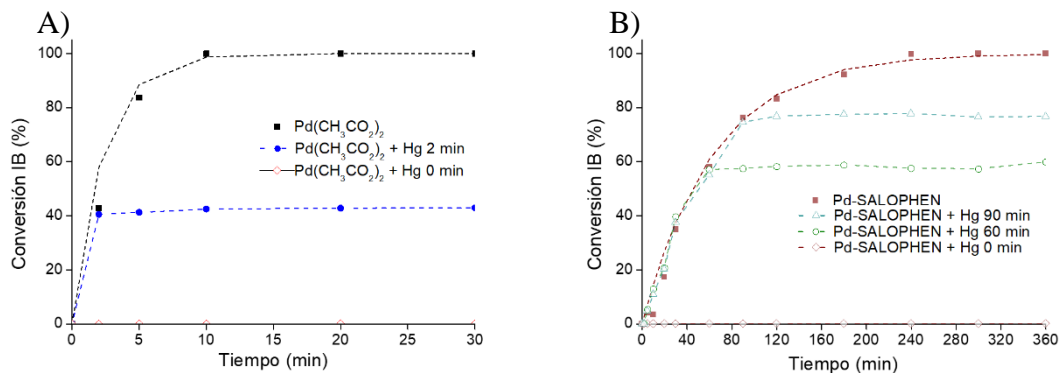 A)
Conversión IB (%)
100
80
60
40
20
0
Pd(CH₃CO₂)₂
Pd(CH₃CO₂)₂ + Hg 2 min
Pd(CH₃CO₂)₂ + Hg 0 min
0 5 10 15 20 25 30
Tiempo (min)
B)
Conversión IB (%)
100
80
60
40
20
0
Pd-SALOPHEN
Pd-SALOPHEN + Hg 90 min
Pd-SALOPHEN + Hg 60 min
Pd-SALOPHEN + Hg 0 min
0 40 80 120 160 200 240 280 320 360
Tiempo (min)